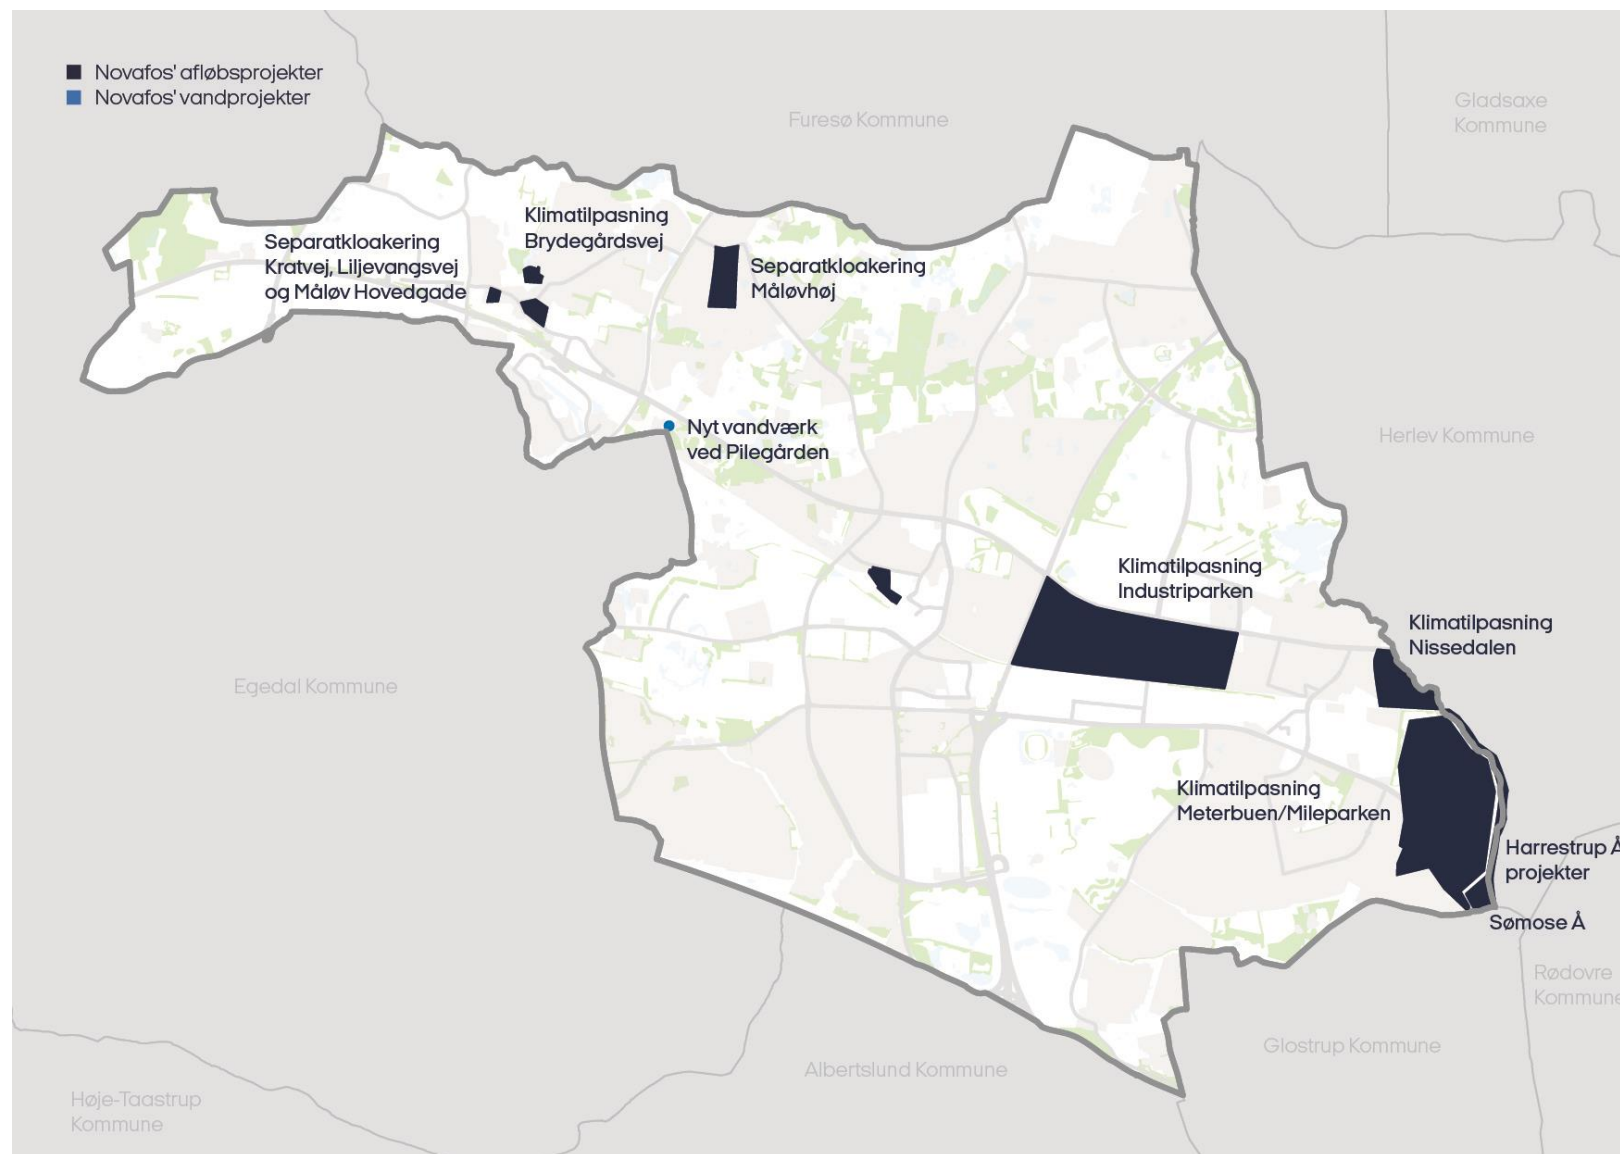 Novafos' afløbsprojekter
Novafos' vandprojekter
Furesø Kommune
Gladsaxe
Kommune
Klimatilpasning
Brydegårdsvej
Separatkloakering
Kratvej, Liljevangsvej
og Måløv Hovedgade
Separatkloakering
Måløvhøj
Nyt vandværk
ved Pilegården
Herlev Kommune
Klimatilpasning
Industriparken
Klimatilpasning
Nissedalen
Egedal Kommune
Klimatilpasning
Meterbuen/Mileparken
Harrestrup Å
projekter
Sømose Å
Rødovre
Kommune
Glostrup Kommune
Albertslund Kommune
Høje-Taastrup
Kommune